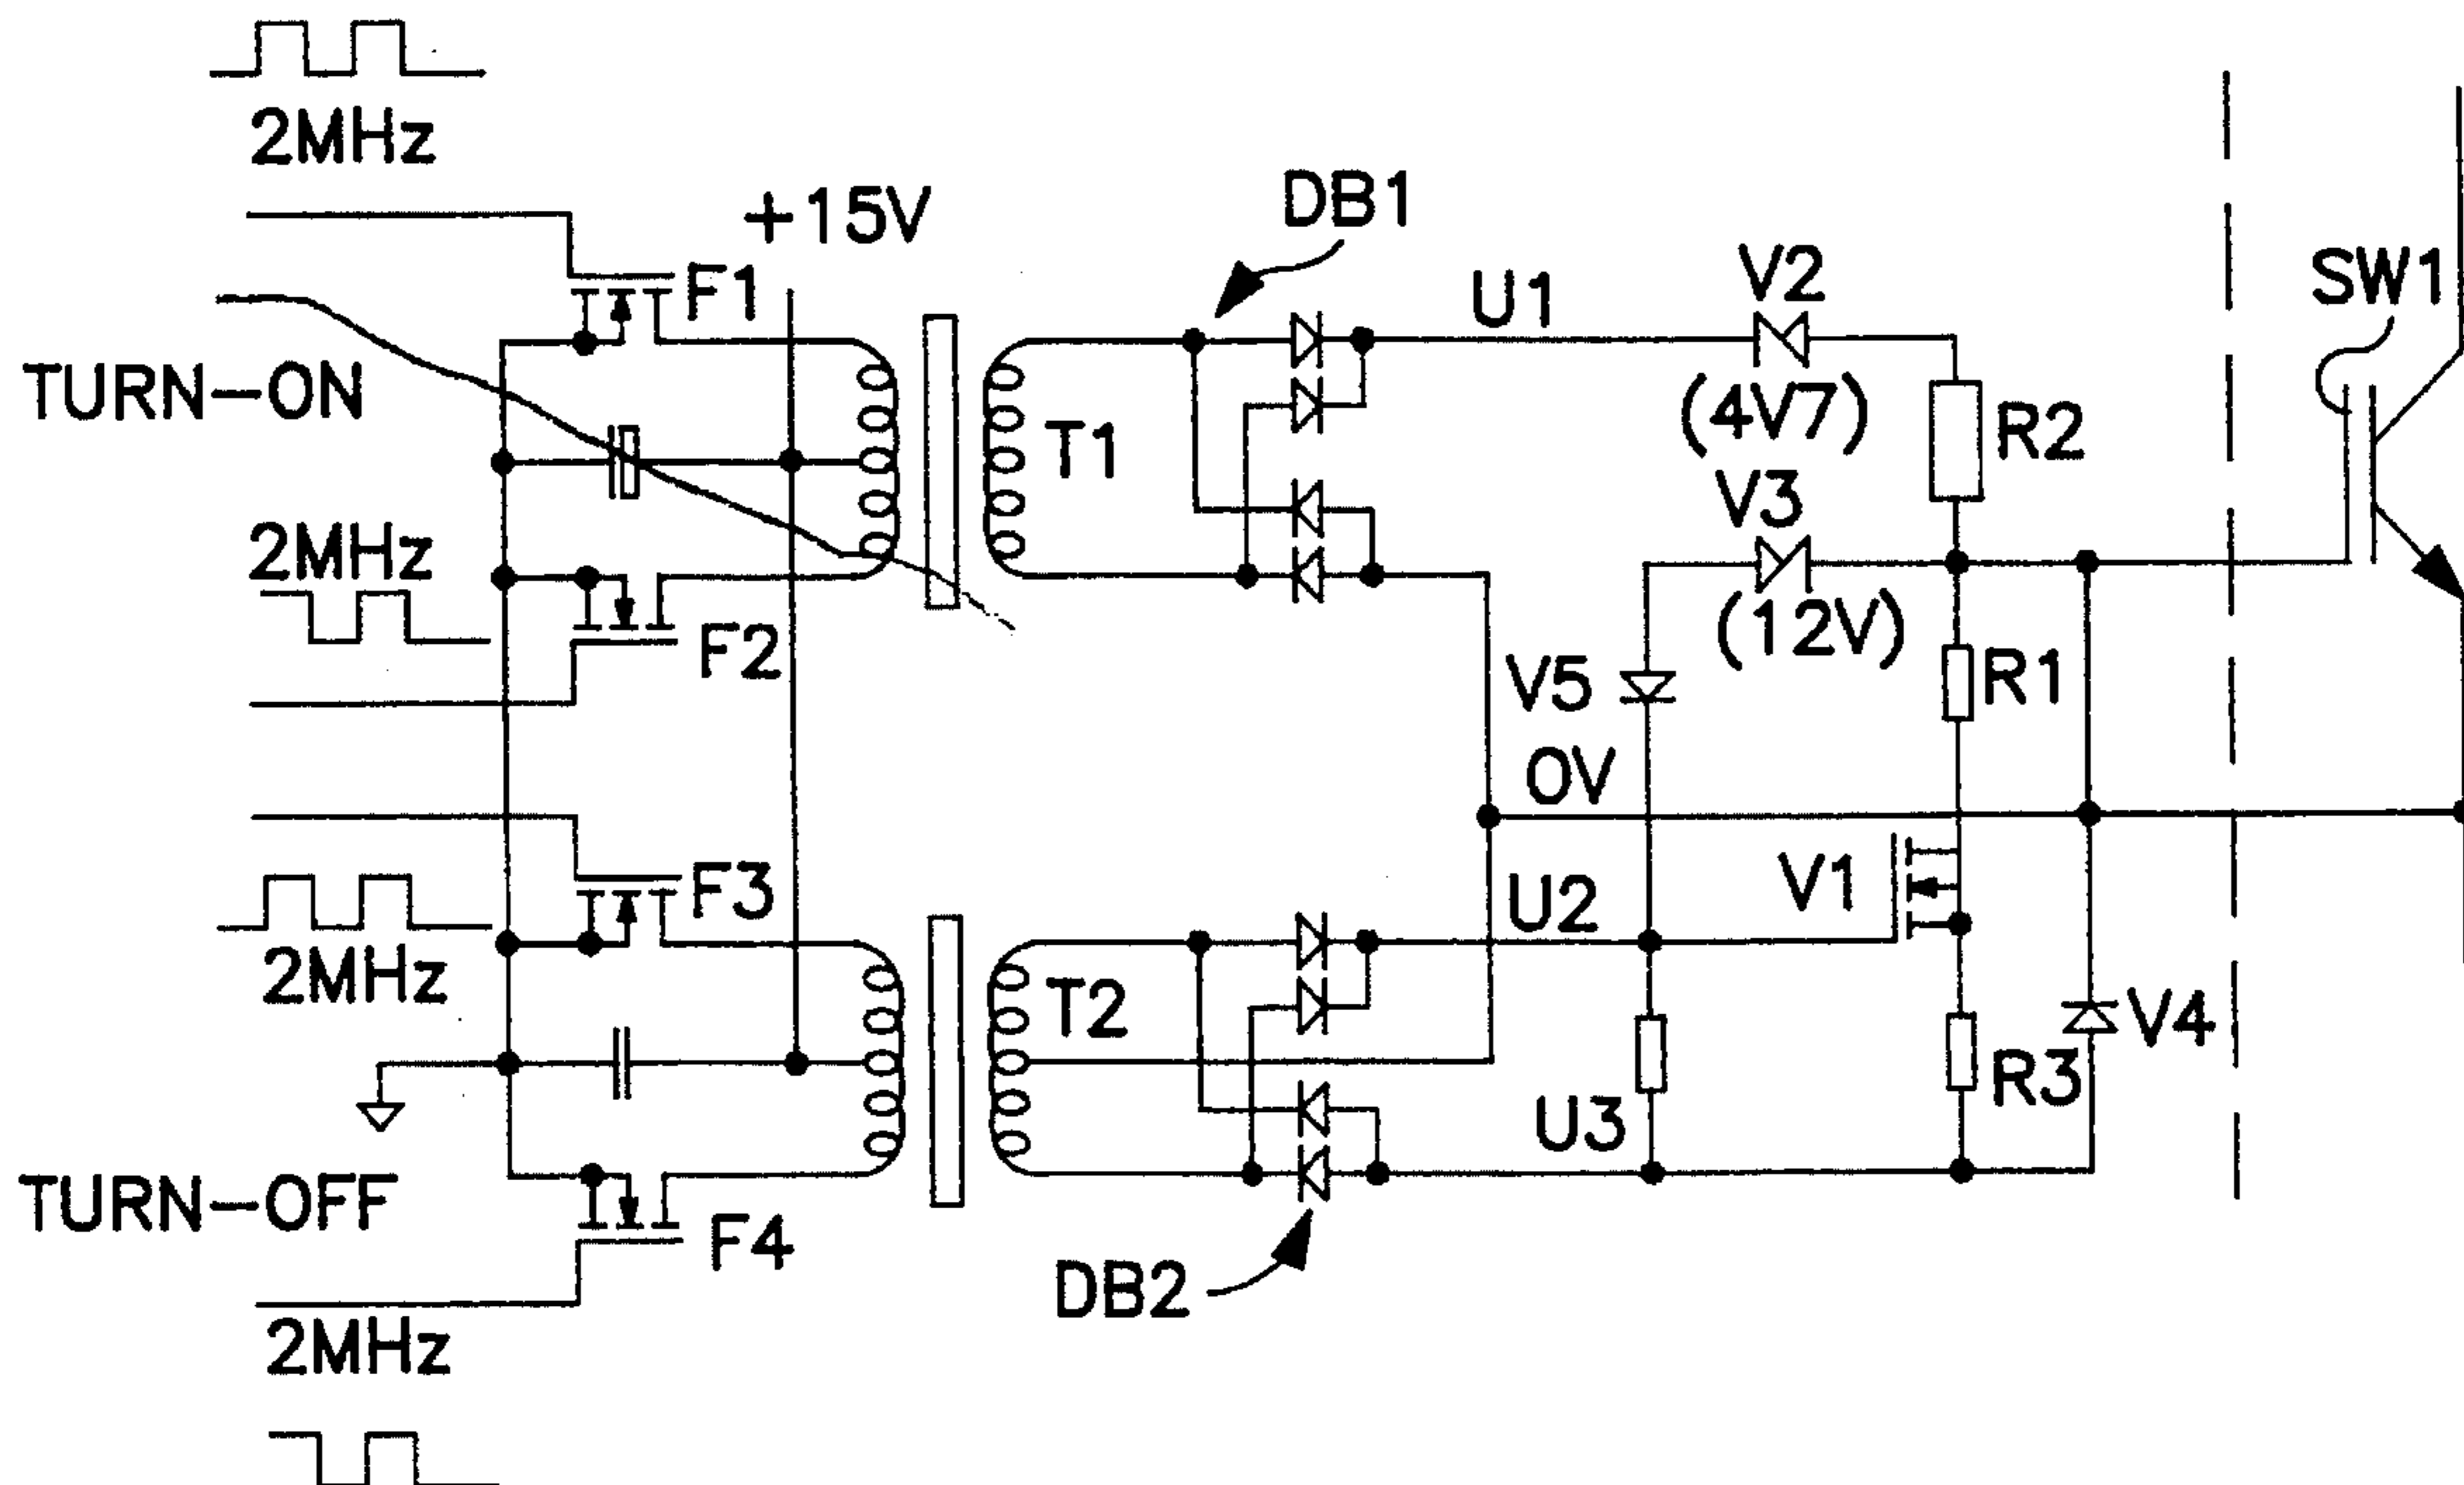 2MHz
+15V
DB1
F1
U1
V2
SW1
TURN-ON
(4V7)
R2
T1
V3
2MHz
F2
(12V)
V5
R1
0V
F3
U2
V1
2MHz
T2
V4
U3
R3
TURN-OFF
F4
DB2
2MHz